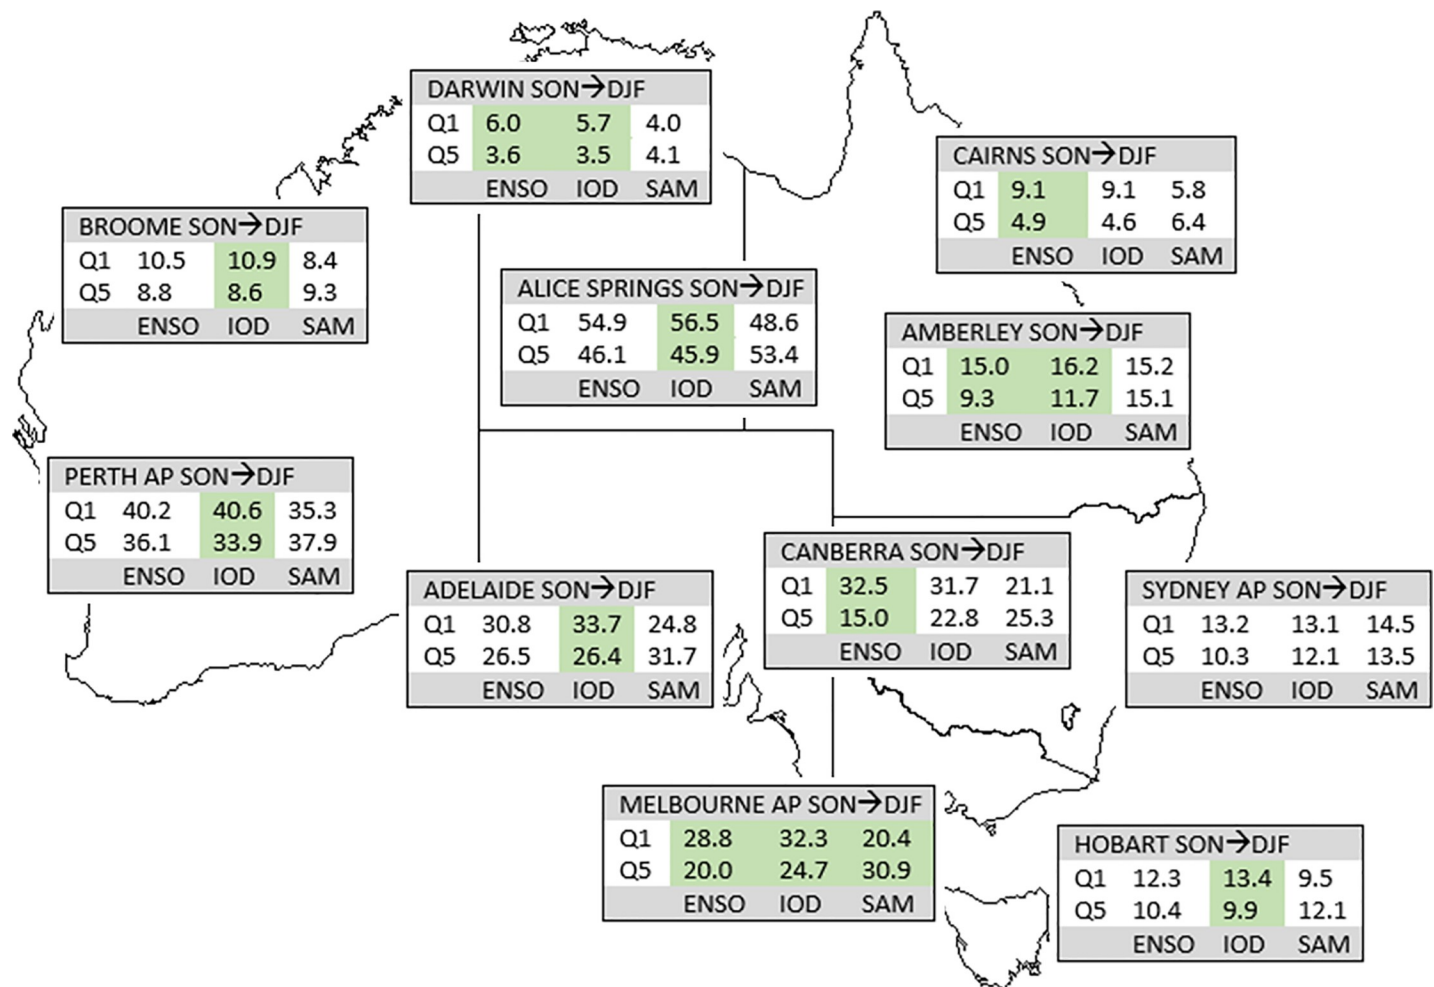 DARWIN SON→DJF
Q1 6.0 5.7 4.0
Q5 3.6 3.5 4.1
ENSO IOD SAM
CAIRNS SON→DJF
Q1 9.1 9.1 5.8
Q5 4.9 4.6 6.4
ENSO IOD SAM
BROOME SON→DJF
Q1 10.5 10.9 8.4
Q5 8.8 8.6 9.3
ENSO IOD SAM
ALICE SPRINGS SON→DJF
Q1 54.9 56.5 48.6
Q5 46.1 45.9 53.4
ENSO IOD SAM
AMBERLEY SON→DJF
Q1 15.0 16.2 15.2
Q5 9.3 11.7 15.1
ENSO IOD SAM
PERTH AP SON→DJF
Q1 40.2 40.6 35.3
Q5 36.1 33.9 37.9
ENSO IOD SAM
ADELAIDE SON→DJF
Q1 30.8 33.7 24.8
Q5 26.5 26.4 31.7
ENSO IOD SAM
CANBERRA SON→DJF
Q1 32.5 31.7 21.1
Q5 15.0 22.8 25.3
ENSO IOD SAM
SYDNEY AP SON→DJF
Q1 13.2 13.1 14.5
Q5 10.3 12.1 13.5
ENSO IOD SAM
MELBOURNE AP SON→DJF
Q1 28.8 32.3 20.4
Q5 20.0 24.7 30.9
ENSO IOD SAM
HOBART SON→DJF
Q1 12.3 13.4 9.5
Q5 10.4 9.9 12.1
ENSO IOD SAM